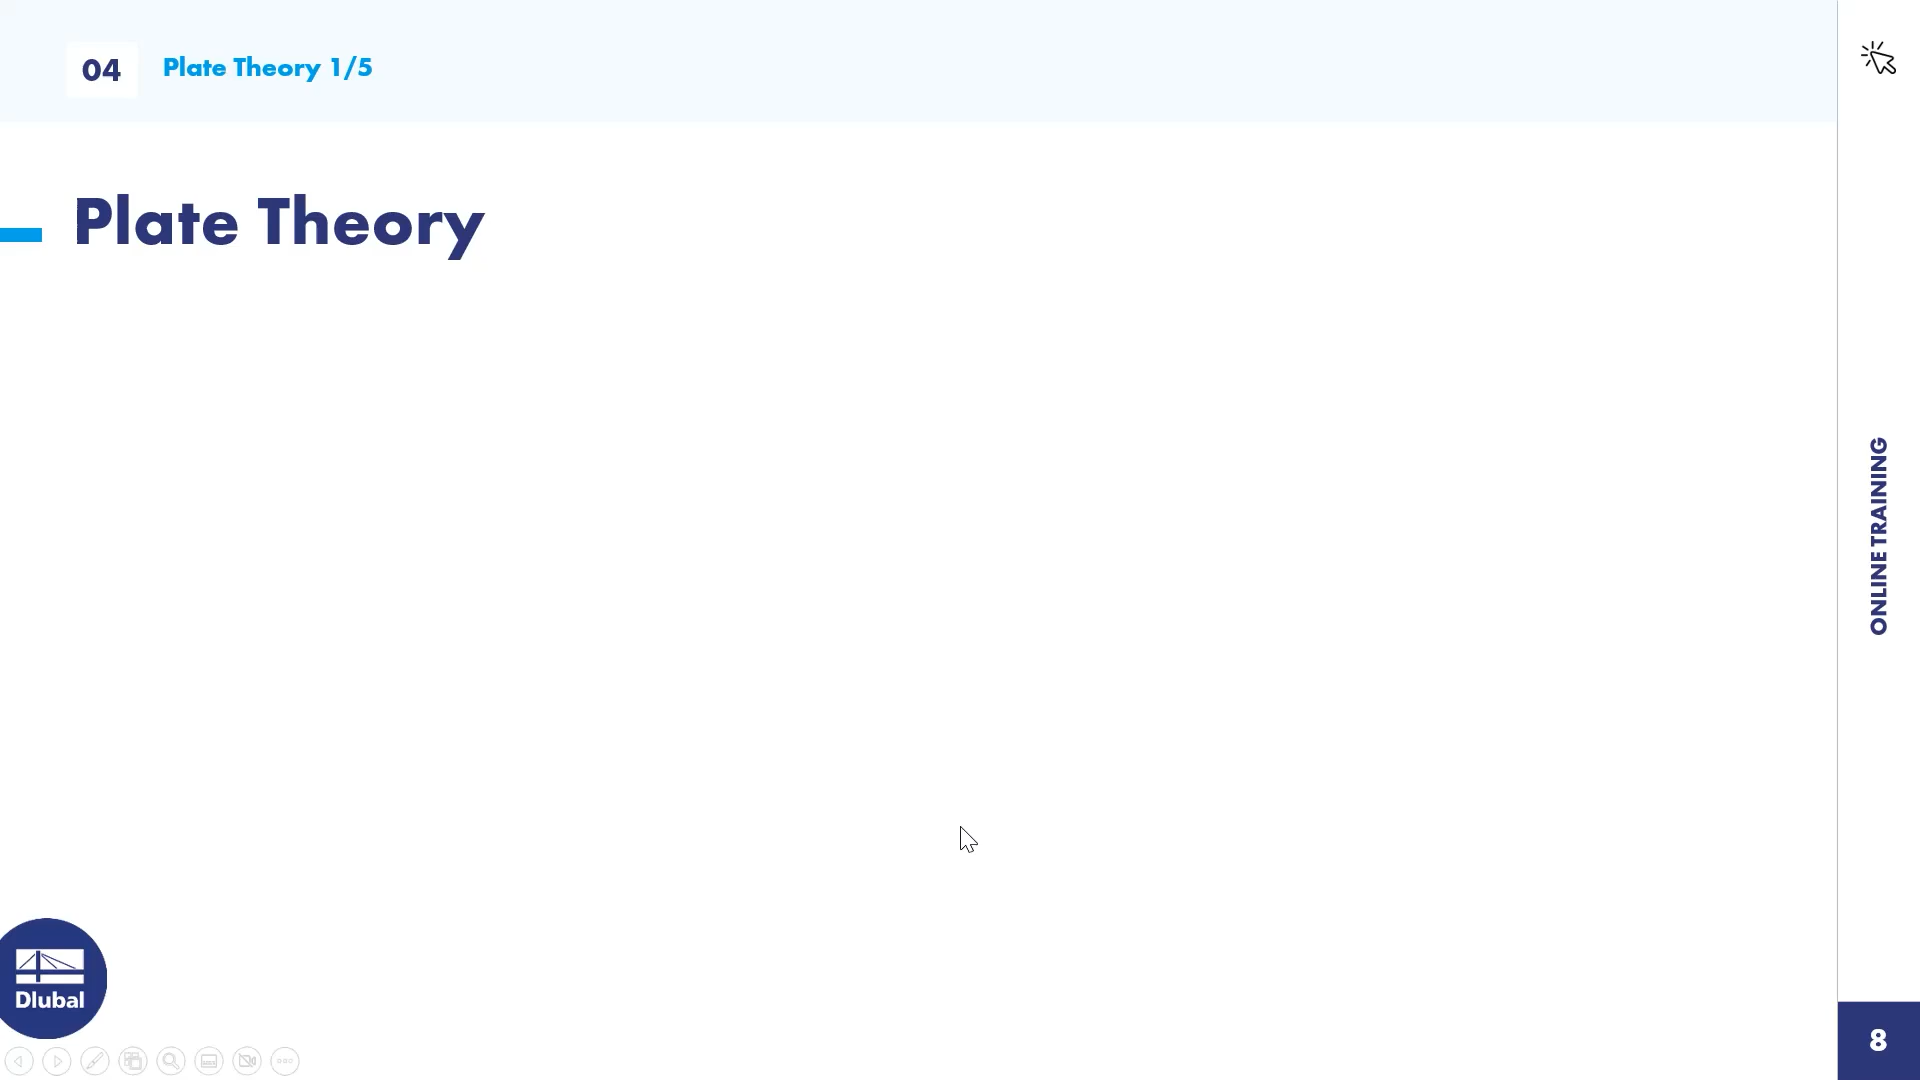 04
Plate Theory 1/5
Plate Theory
ONLINE TRAINING
Dlubal
8